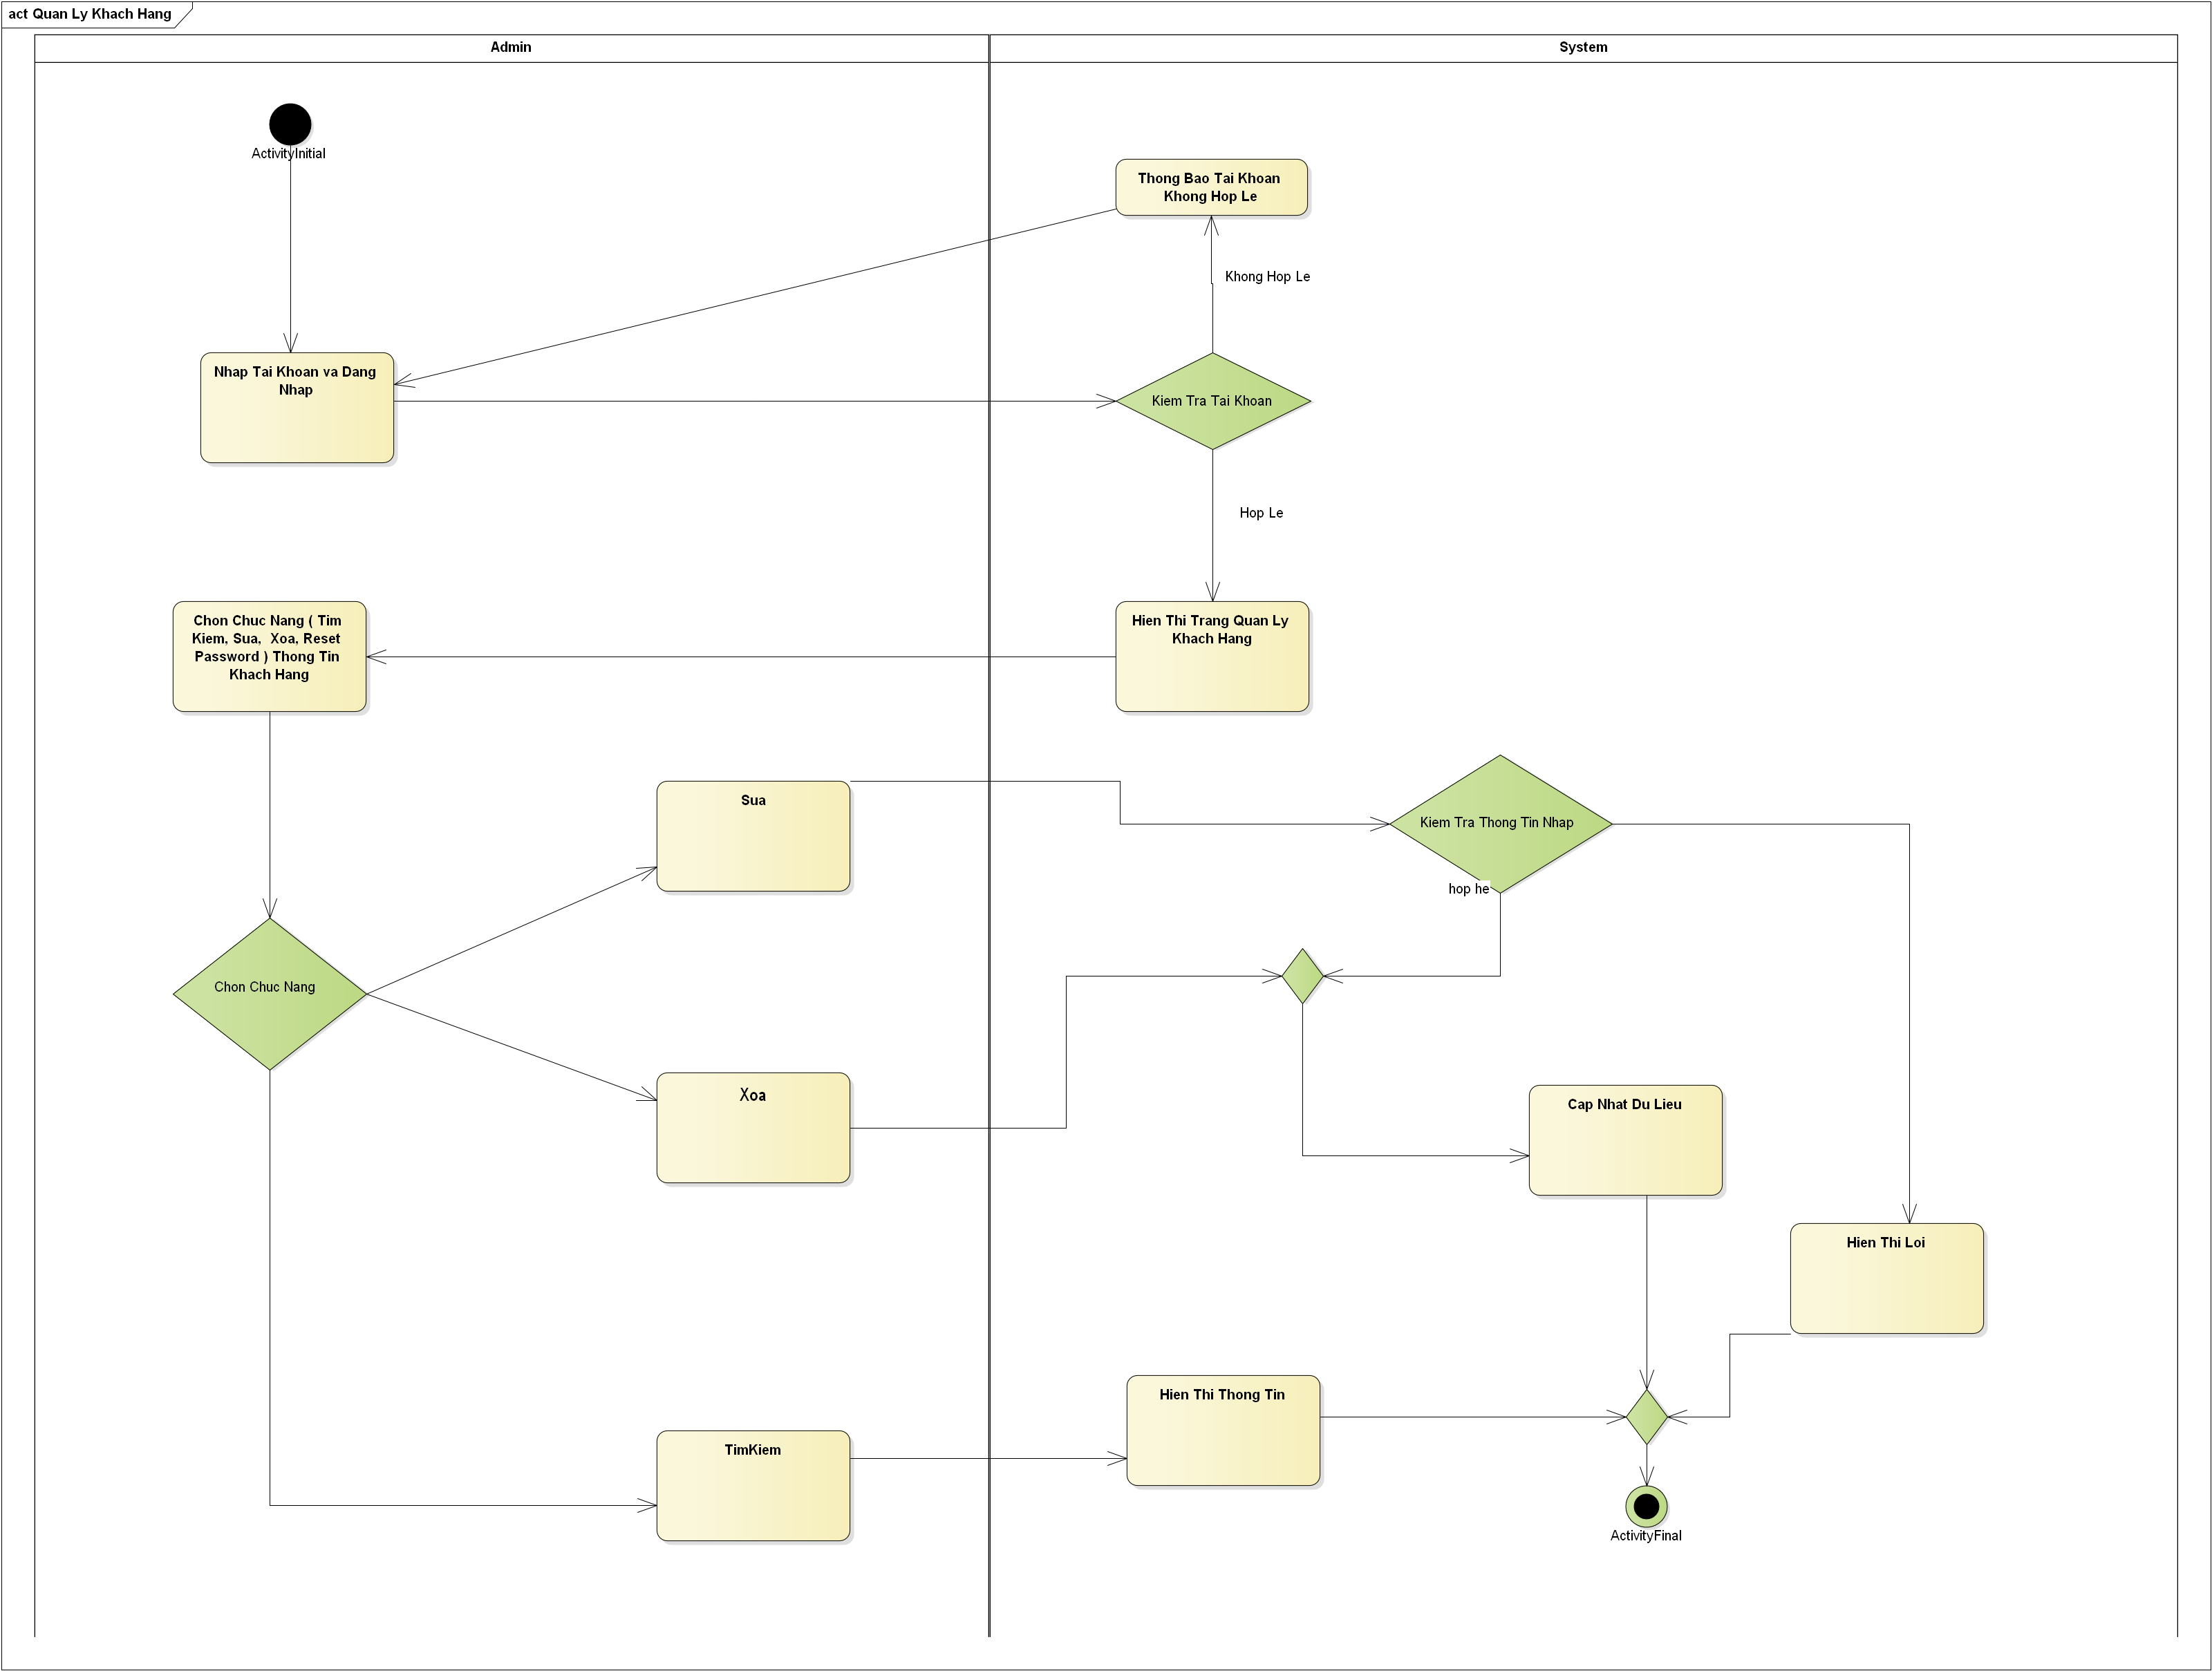 act Quan Ly Khach Hang
Admin
System
ActivityInitial
Thong Bao Tai Khoan
Khong Hop Le
Khong Hop Le
Nhap Tai Khoan va Dang
Nhap
Kiem Tra Tai Khoan
Hop Le
Chon Chuc Nang ( Tim
Kiem, Sua,  Xoa, Reset
Password ) Thong Tin
Khach Hang
Hien Thi Trang Quan Ly
Khach Hang
Sua
Kiem Tra Thong Tin Nhap
hop he
Chon Chuc Nang
Xoa
Cap Nhat Du Lieu
Hien Thi Loi
Hien Thi Thong Tin
TimKiem
ActivityFinal